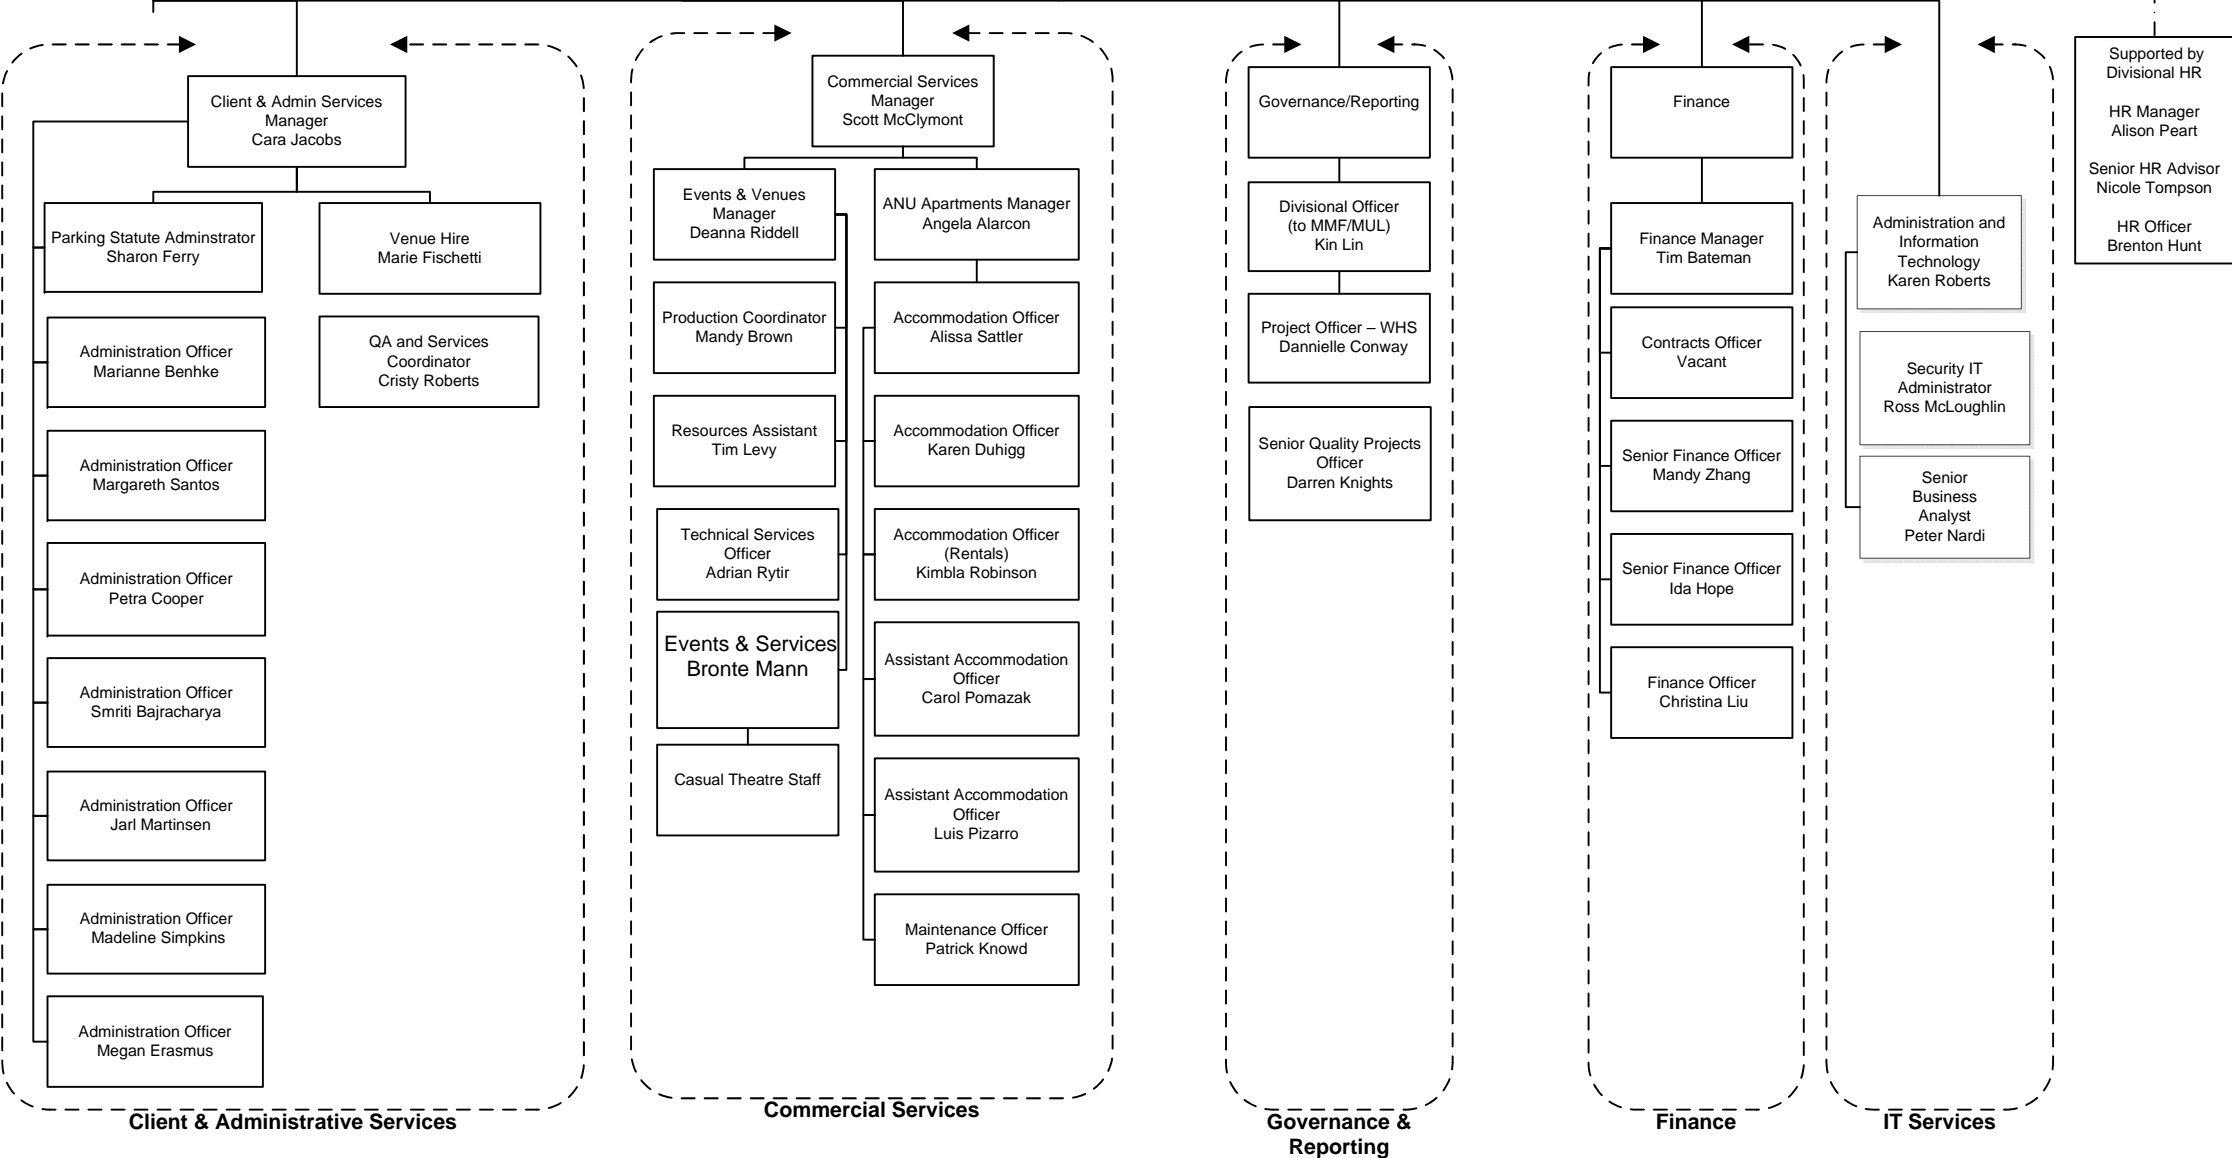 Client & Admin Services
Manager
Cara Jacobs
Parking Statute Adminstrator
Sharon Ferry
Venue Hire
Marie Fischetti
Administration Officer
Marianne Benhke
QA and Services
Coordinator
Cristy Roberts
Administration Officer
Margareth Santos
Administration Officer
Petra Cooper
Administration Officer
Smriti Bajracharya
Administration Officer
Jarl Martinsen
Administration Officer
Madeline Simpkins
Administration Officer
Megan Erasmus
Client & Administrative Services
Commercial Services
Manager
Scott McClymont
Events & Venues
Manager
Deanna Riddell
Production Coordinator
Mandy Brown
Resources Assistant
Tim Levy
Technical Services
Officer
Adrian Rytir
Events & Services
Bronte Mann
Casual Theatre Staff
ANU Apartments Manager
Angela Alarcon
Accommodation Officer
Alissa Sattler
Accommodation Officer
Karen Duhigg
Accommodation Officer
(Rentals)
Kimbla Robinson
Assistant Accommodation
Officer
Carol Pomazak
Assistant Accommodation
Officer
Luis Pizarro
Maintenance Officer
Patrick Knowd
Commercial Services
Governance/Reporting
Divisional Officer
(to MMF/MUL)
Kin Lin
Project Officer – WHS
Dannielle Conway
Senior Quality Projects
Officer
Darren Knights
Governance &
Reporting
Finance
Finance Manager
Tim Bateman
Contracts Officer
Vacant
Senior Finance Officer
Mandy Zhang
Senior Finance Officer
Ida Hope
Finance Officer
Christina Liu
Finance
Administration and
Information
Technology
Karen Roberts
Security IT
Administrator
Ross McLoughlin
Senior
Business
Analyst
Peter Nardi
IT Services
Supported by
Divisional HR
HR Manager
Alison Peart
Senior HR Advisor
Nicole Tompson
HR Officer
Brenton Hunt